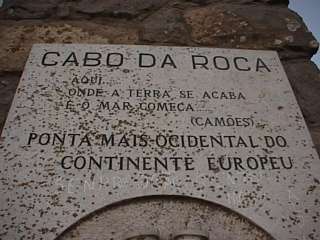 CABO DA ROCA
AQUI...
ONDE A TERRA SE ACABA
E O MAR COMEÇA...
(CAMÕES)
PONTA MAIS OCIDENTAL DO
CONTINENTE EUROPEU